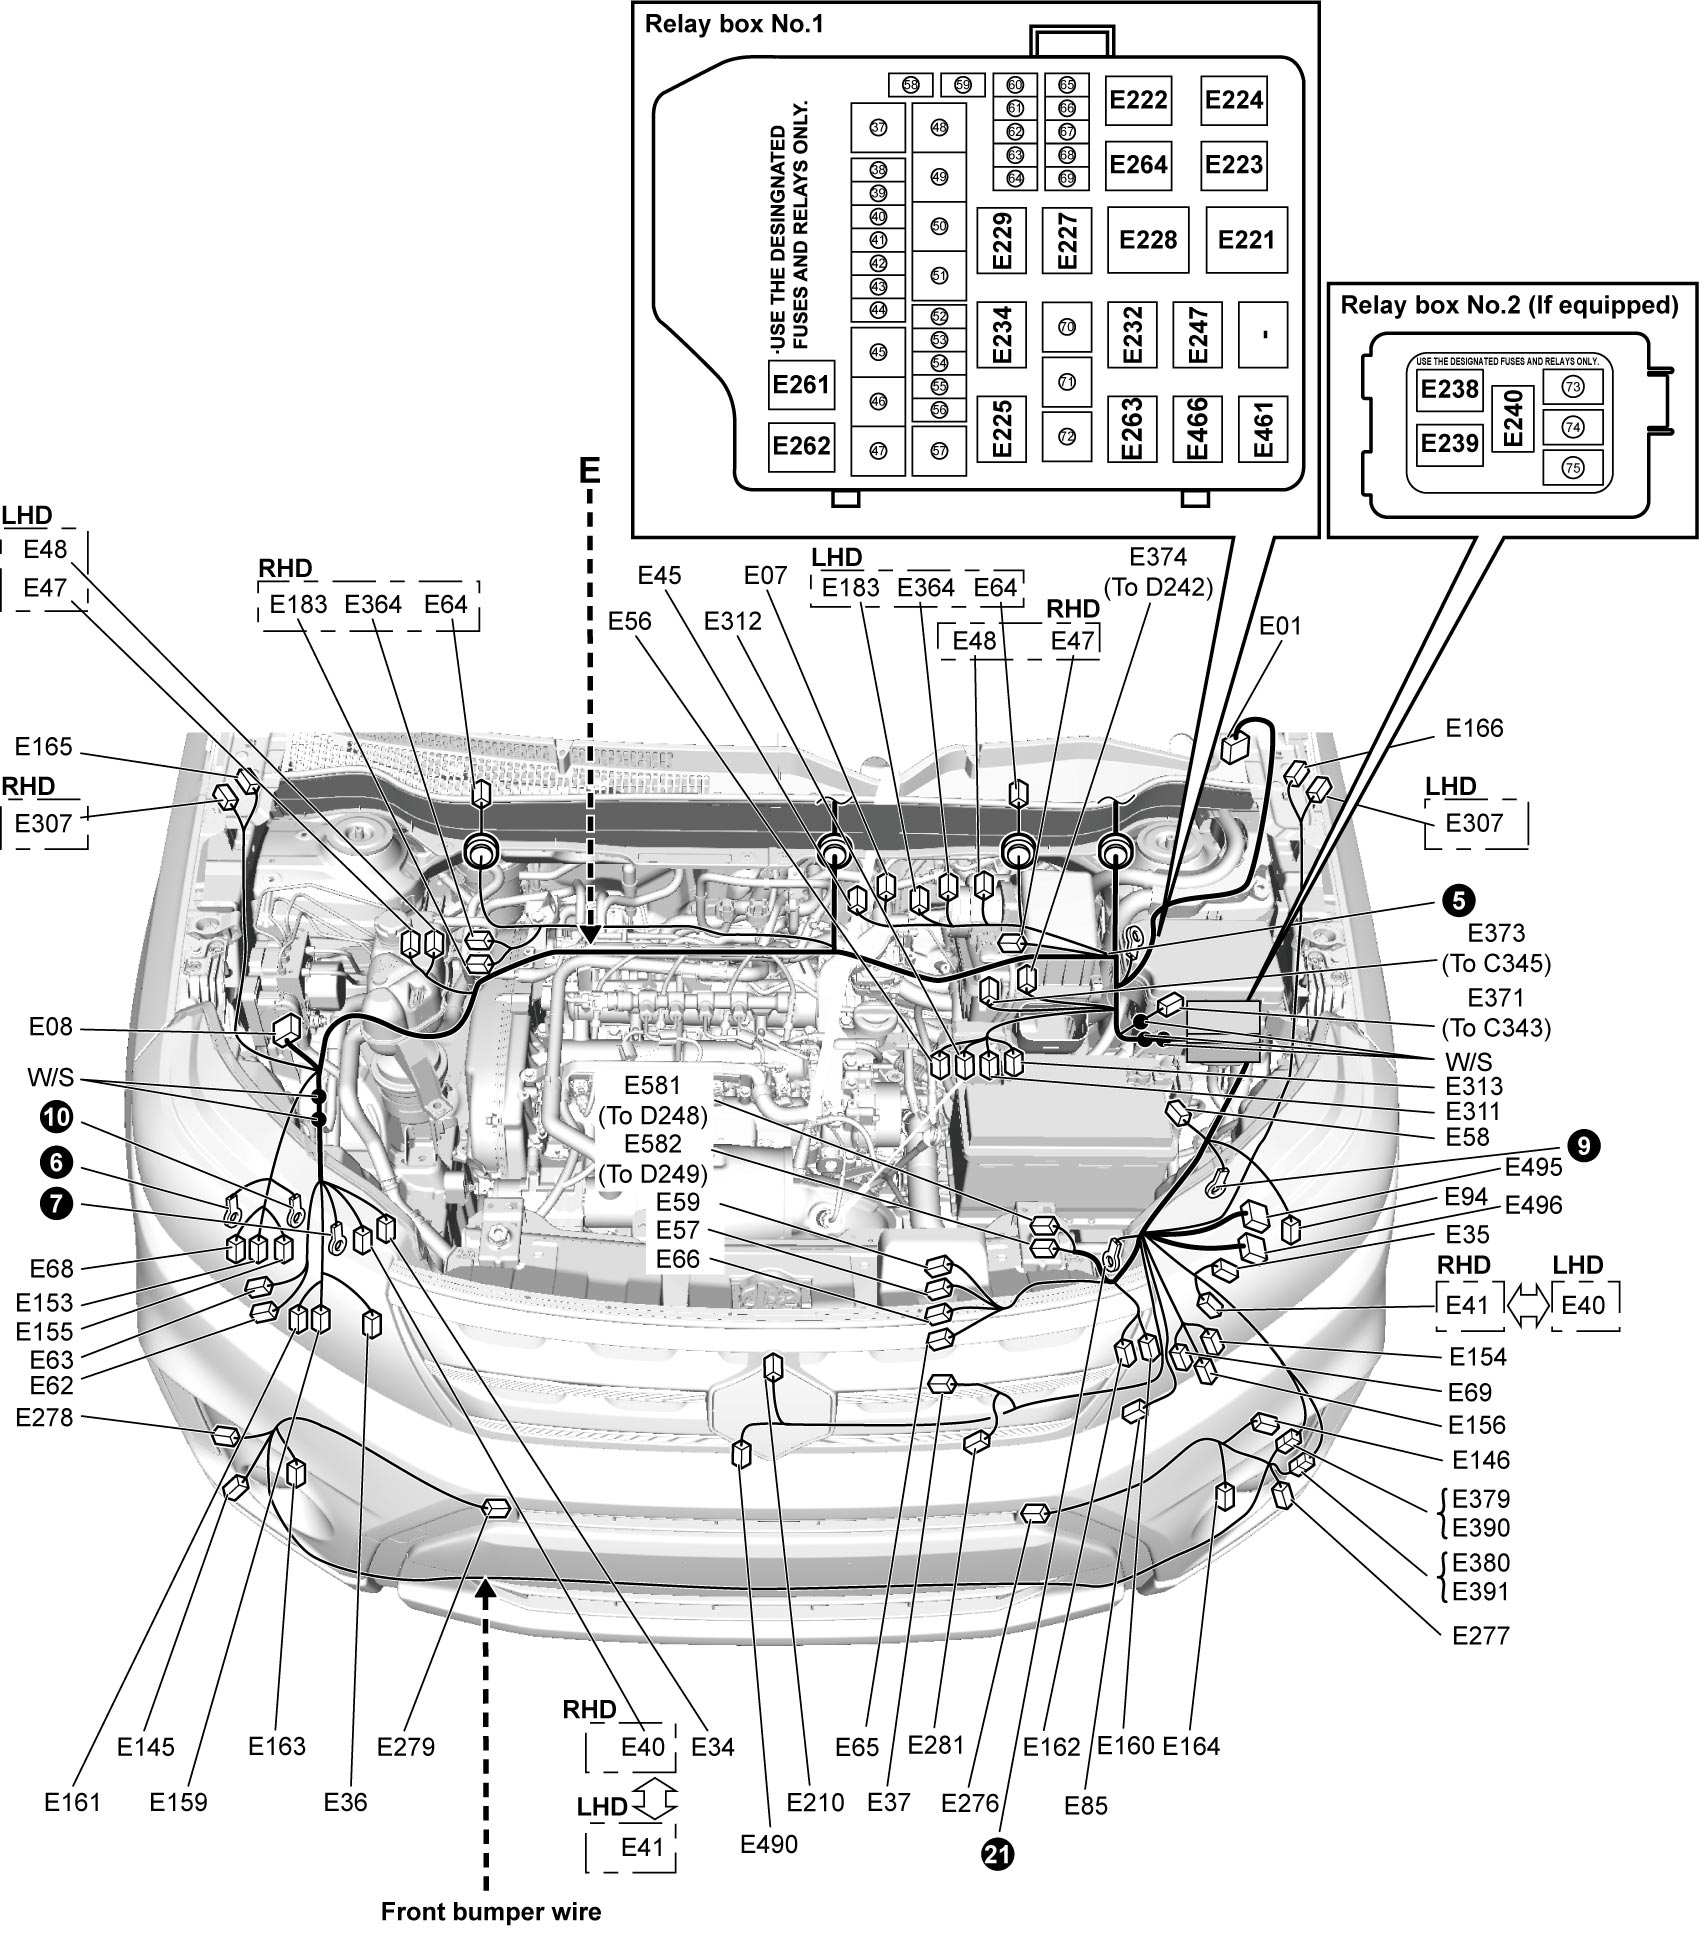 Relay box No.1
·USE THE DESINGNATED
FUSES AND RELAYS ONLY.
58 59 60 65
61 66
62 67
63 68
64 69
37 48
38
39
40
41
42
43
44
45
46
47
49
50
51
52
53
54
55
56
57
E222 E224
E264 E223
E229 E227 E228 E221
E234 70 E232 E247 -
71
E225 72 E263 E466 E461
E261
E262
Relay box No.2 (If equipped)
USE THE DESIGNATED FUSES AND RELAYS ONLY.
E238 E240 73
74
E239 75
E
LHD
E48
E47
RHD
E183 E364 E64
E45 E07
E56 E312
LHD
E183 E364 E64
RHD
E48 E47
E374
(To D242)
E01
E165
RHD
E307
E166
LHD
E307
5
E373
(To C345)
E371
(To C343)
W/S
E313
E311
E58
9
E495
E94
E496
E35
RHD LHD
E41 E40
E154
E69
E156
E146
E379
E390
E380
E391
E277
E08
W/S
10
6
7
E68
E153
E155
E63
E62
E278
E581
(To D248)
E582
(To D249)
E59
E57
E66
E145 E163 E279
E161 E159 E36
RHD
E40 E34
LHD
E41
E65 E281 E162 E160 E164
E210 E37 E276 E85
E490
21
Front bumper wire